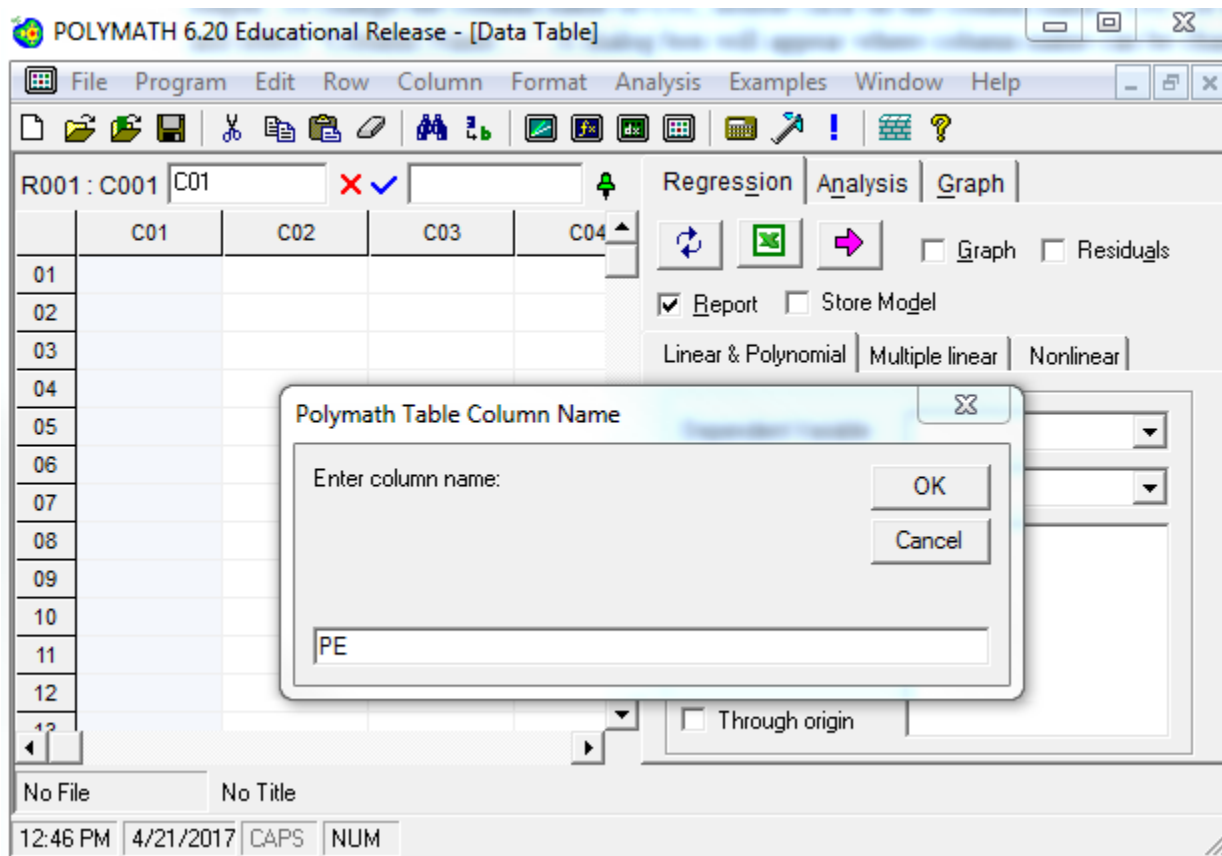 POLYMATH 6.20 Educational Release - [Data Table]
File Program Edit Row Column Format Analysis Examples Window Help
R001 : C001 C01
Regression Analysis Graph
C01 C02 C03 C04
Graph Residuals
01
02
Report Store Model
03
Linear & Polynomial Multiple linear Nonlinear
04
Polymath Table Column Name
05
06
Enter column name:
OK
07
08
Cancel
09
10
11
PE
12
Through origin
13
No File No Title
12:46 PM 4/21/2017 CAPS NUM